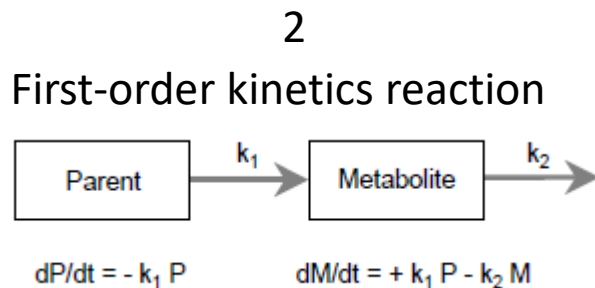 2
First-order kinetics reaction
k₁ k₂
Parent Metabolite
dP/dt = - k₁ P dM/dt = + k₁ P - k₂ M